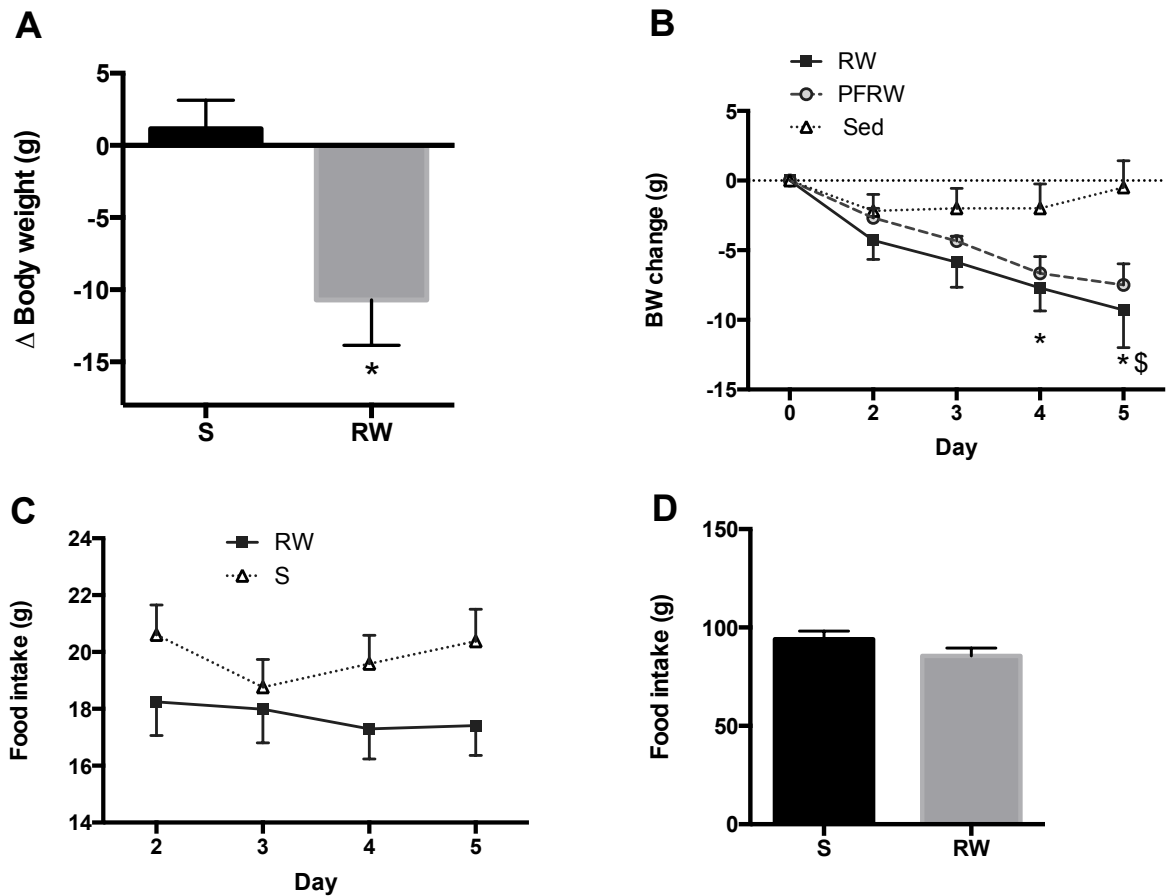 A
Δ Body weight (g)
5
0
-5
-10
-15
*
S
RW
B
RW
PFRW
Sed
BW change (g)
5
0
-5
-10
-15
*
* $
0
2
3
4
5
Day
C
RW
S
Food intake (g)
24
22
20
18
16
14
2
3
4
5
Day
D
Food intake (g)
150
100
50
0
S
RW